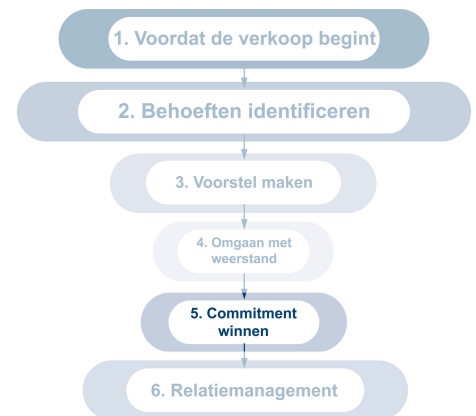 1. Voordat de verkoop begint
2. Behoeften identificeren
3. Voorstel maken
4. Omgaan met
weerstand
5. Commitment
winnen
6. Relatiemanagement